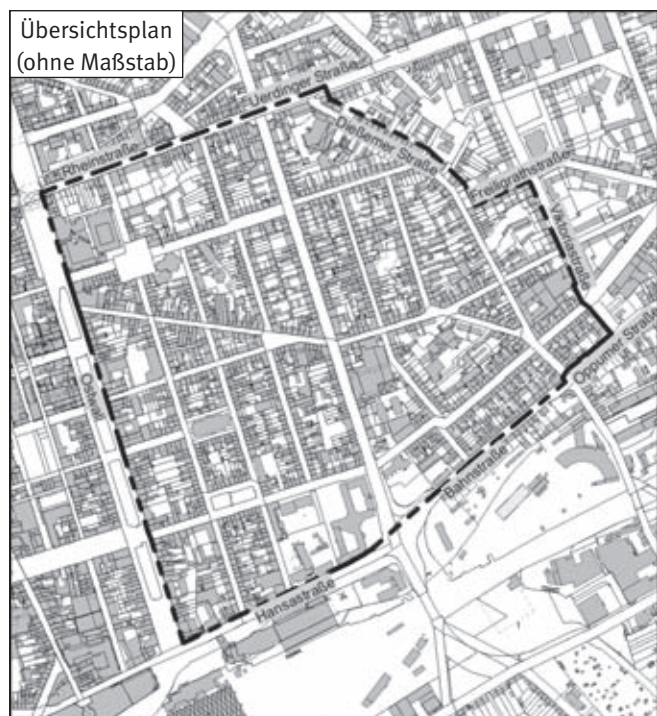 Übersichtsplan
(ohne Maßstab)
Uerdinger Straße
Rheinstraße
Dießemer Straße
Freiligrathstraße
Viktoriastraße
Ostwall
Oppumer Straße
Bahnstraße
Hansastraße